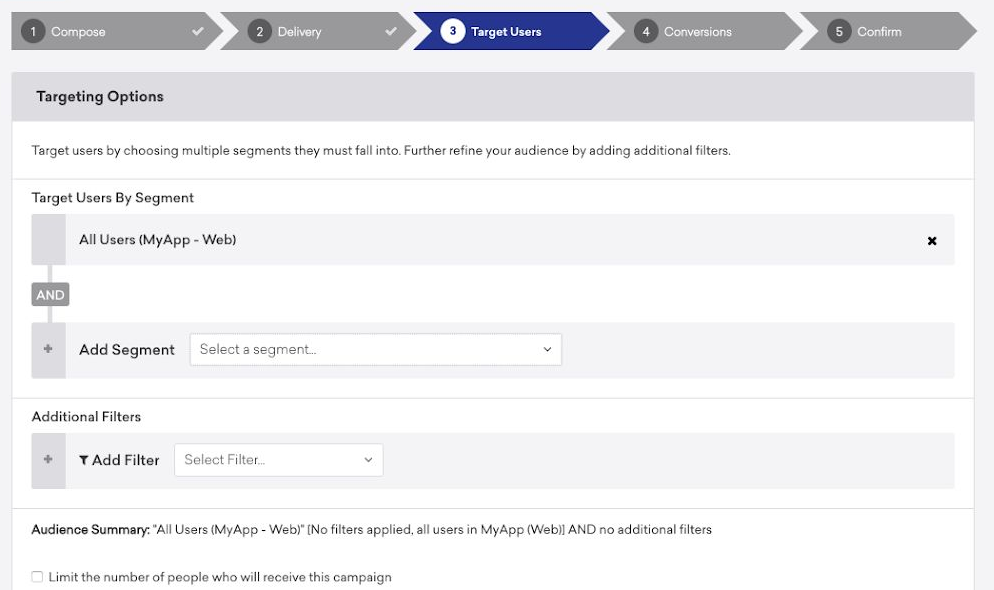 1 Compose 2 Delivery 3 Target Users 4 Conversions 5 Confirm
Targeting Options
Target users by choosing multiple segments they must fall into. Further refine your audience by adding additional filters.
Target Users By Segment
All Users (MyApp - Web)
AND
Add Segment Select a segment...
Additional Filters
Add Filter Select Filter...
Audience Summary: "All Users (MyApp - Web)" [No filters applied, all users in MyApp (Web)] AND no additional filters
Limit the number of people who will receive this campaign